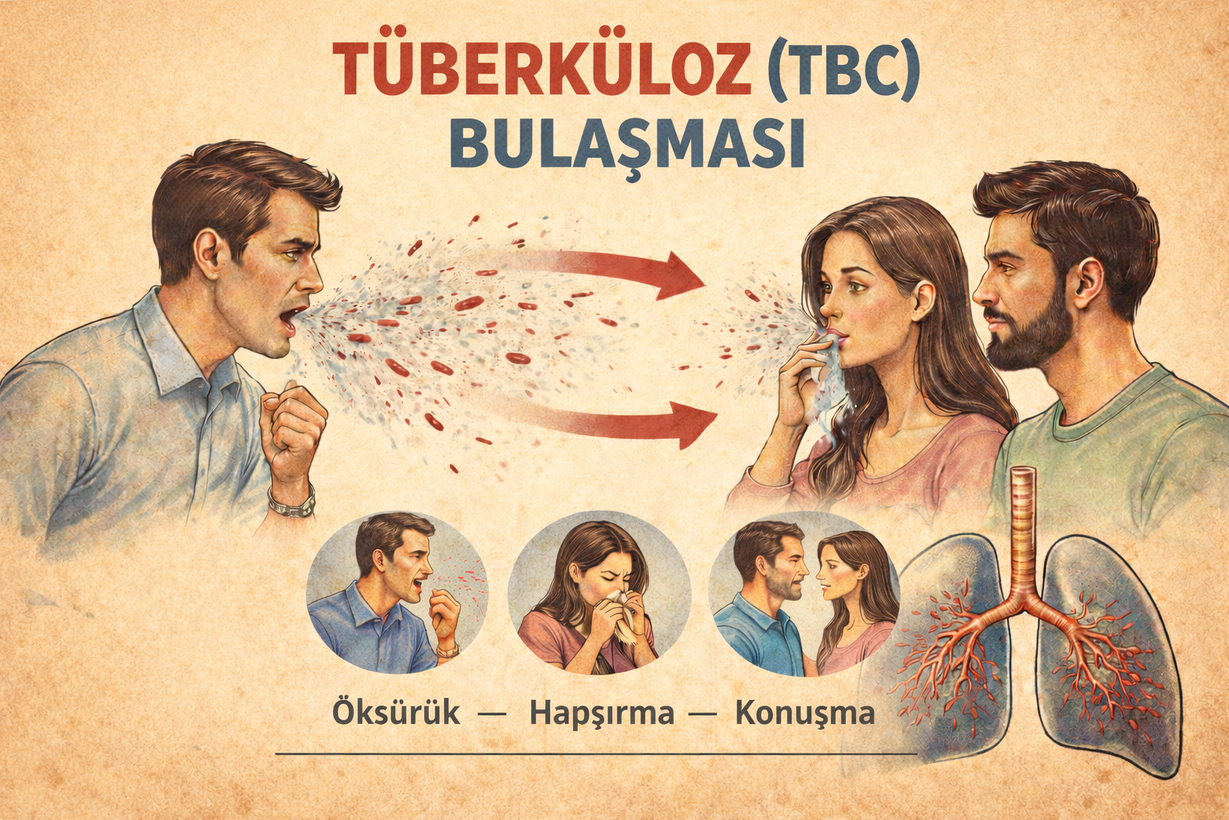 TÜBERKÜLOZ (TBC)
BULAŞMASI
Öksürük — Hapşırma — Konuşma